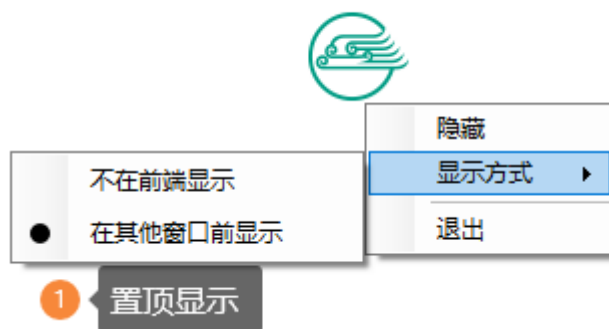 隐藏
显示方式
不在前端显示
在其他窗口前显示
退出
1 置顶显示